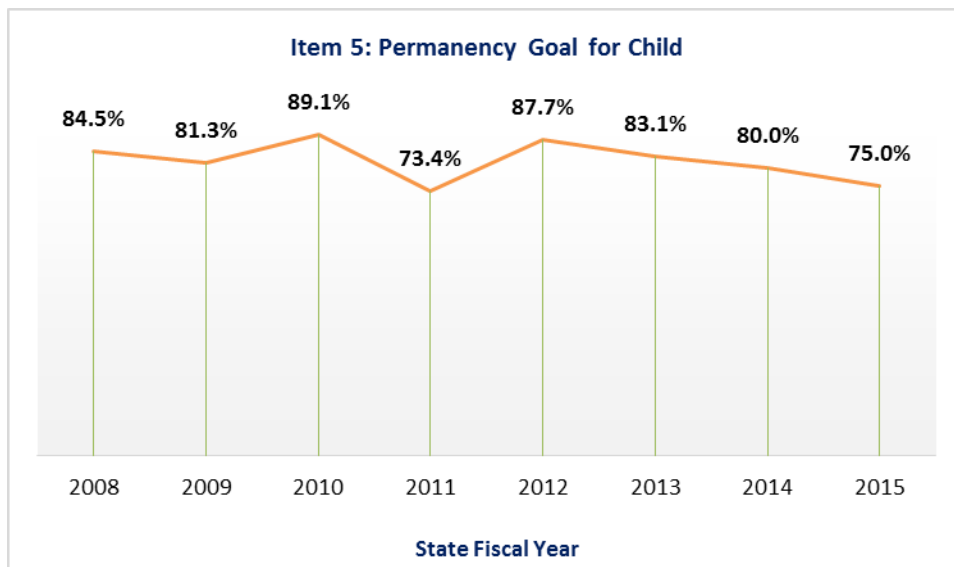 Item 5: Permanency Goal for Child
84.5% 81.3% 89.1% 73.4% 87.7% 83.1% 80.0% 75.0%
2008 2009 2010 2011 2012 2013 2014 2015
State Fiscal Year